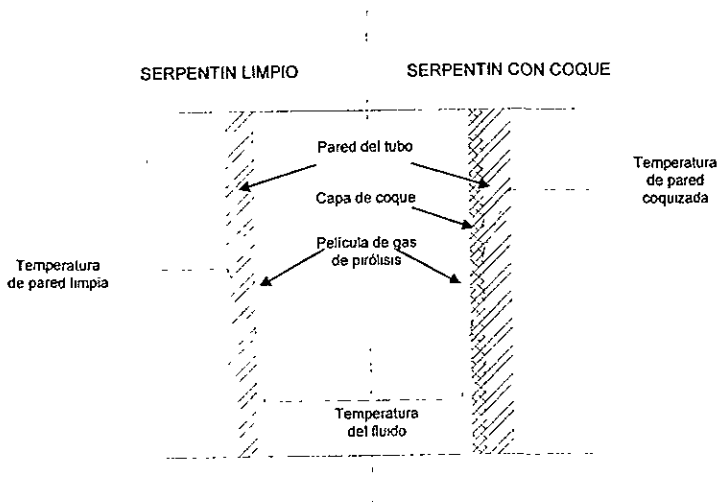 SERPENTIN LIMPIO
SERPENTIN CON COQUE
Pared del tubo
Temperatura
de pared
coquizada
Capa de coque
Película de gas
de pirólisis
Temperatura
de pared limpia
Temperatura
del fluido